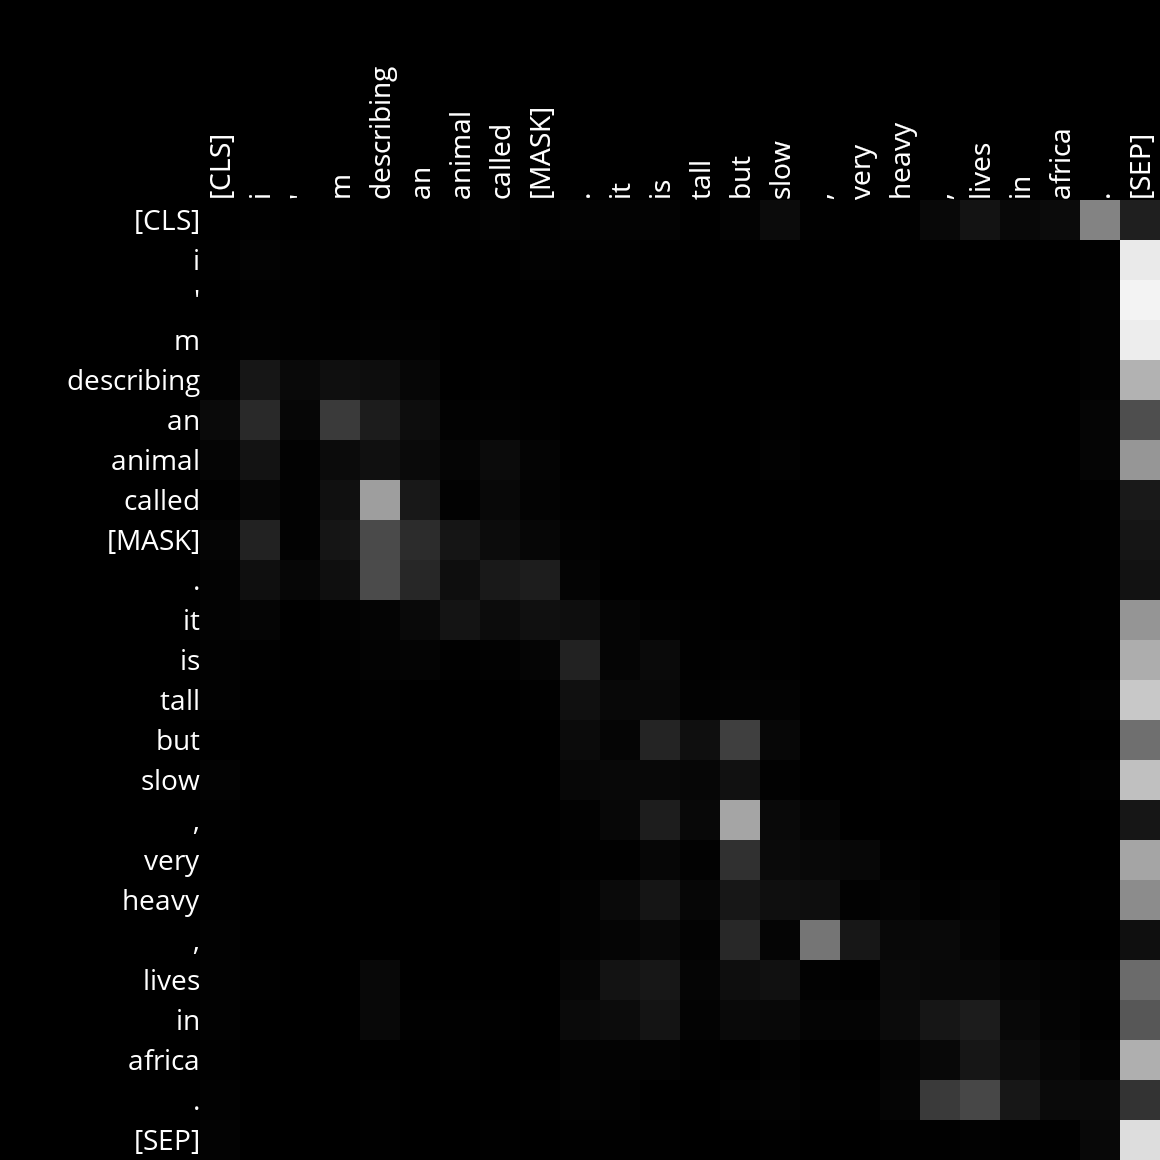 [CLS] i ' m describing an animal called [MASK] . it is tall but slow , very heavy , lives in africa . [SEP]
[CLS]
i
'
m
describing
an
animal
called
[MASK]
.
it
is
tall
but
slow
,
very
heavy
,
lives
in
africa
.
[SEP]